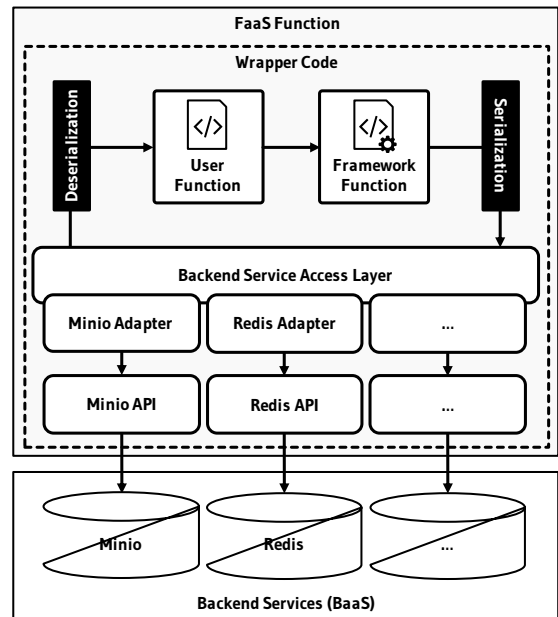 FaaS Function
Wrapper Code
Deserialization
</>
User
Function
</>
Framework
Function
Serialization
Backend Service Access Layer
Minio Adapter
Redis Adapter
...
Minio API
Redis API
...
Minio
Redis
...
Backend Services (BaaS)